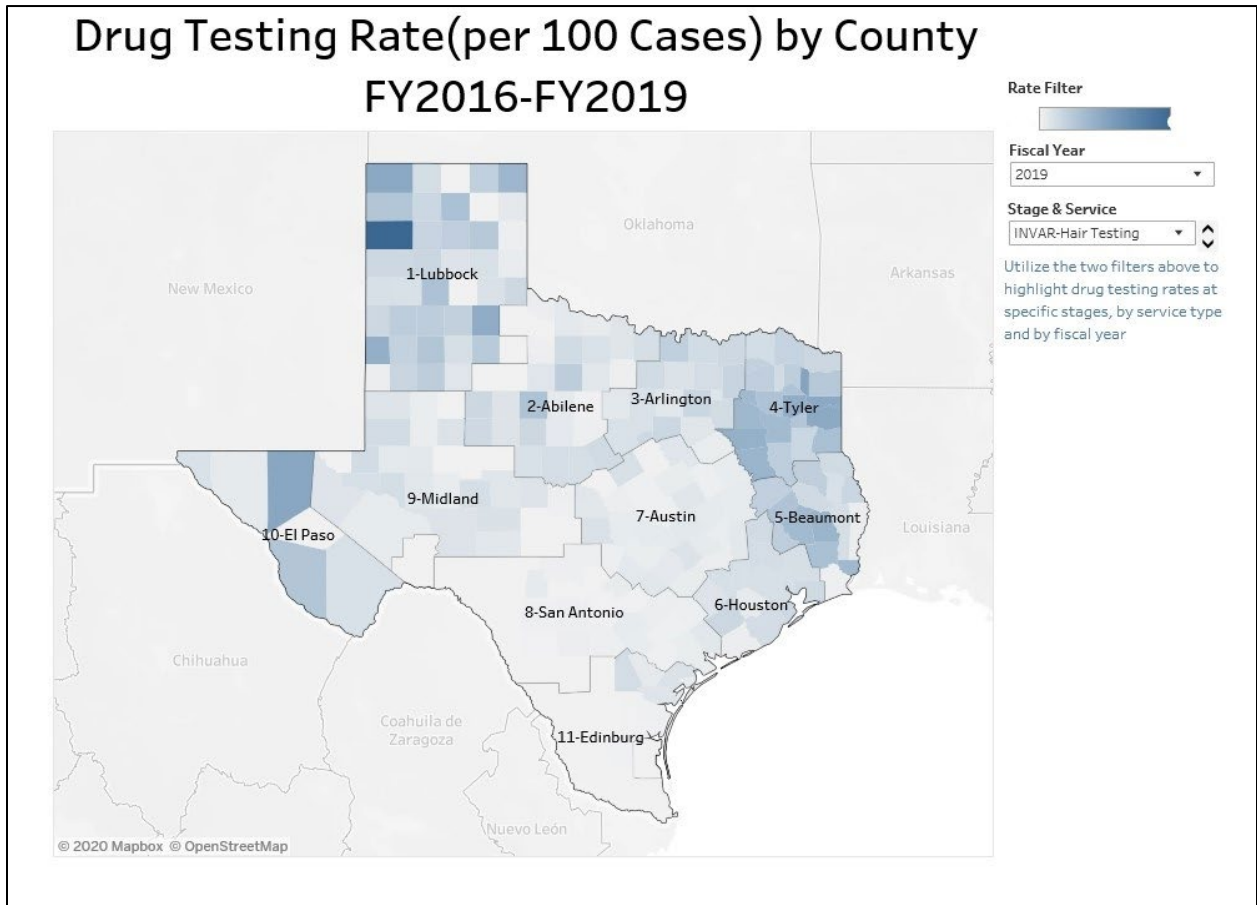 Drug Testing Rate(per 100 Cases) by County
FY2016-FY2019
Rate Filter
Fiscal Year
2019
Stage & Service
INVAR-Hair Testing
Utilize the two filters above to
highlight drug testing rates at
specific stages, by service type
and by fiscal year
Oklahoma
Arkansas
New Mexico
1-Lubbock
2-Abilene
3-Arlington
4-Tyler
9-Midland
7-Austin
5-Beaumont
Louisiana
10-El Paso
8-San Antonio
6-Houston
Chihuahua
Coahuila de
Zaragoza
11-Edinburg
Nuevo León
© 2020 Mapbox © OpenStreetMap